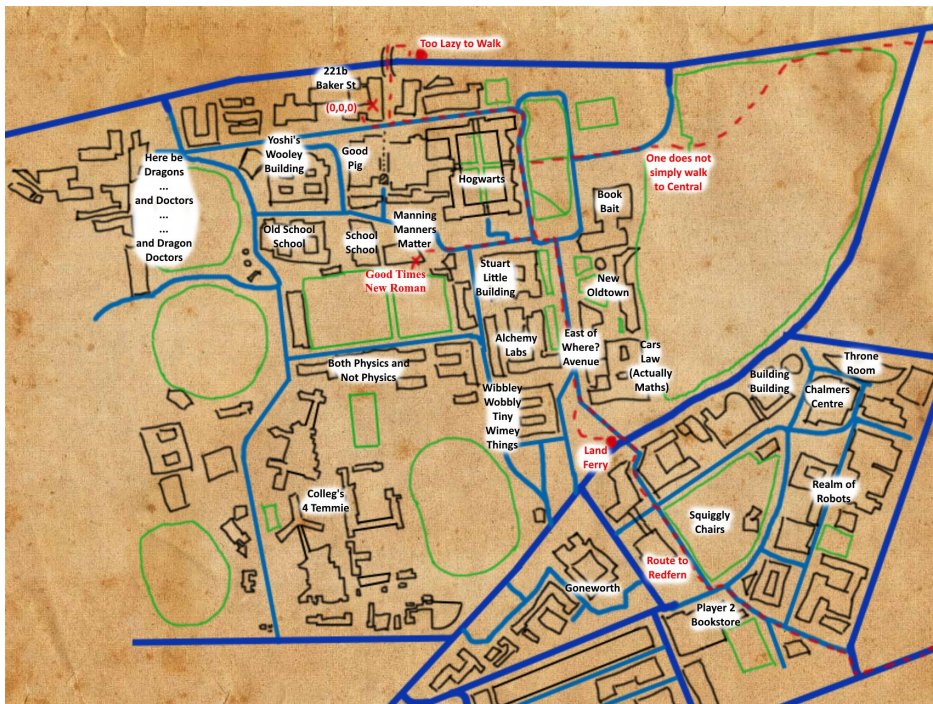 Too Lazy to Walk
221b
Baker St
(0,0,0)
Here be
Dragons
...
and Doctors
...
...
and Dragon
Doctors
Yoshi's
Wooley
Building
Good
Pig
Hogwarts
One does not
simply walk
to Central
Book
Bait
Old School
School
School
School
Manning
Manners
Matter
Good Times
New Roman
Stuart
Little
Building
New
Oldtown
Alchemy
Labs
East of
Where?
Avenue
Cars
Law
(Actually
Maths)
Both Physics and
Not Physics
Wibbley
Wobbly
Tiny
Wimey
Things
Building
Building
Throne
Room
Chalmers
Centre
Land
Ferry
Colleg's
4 Temmie
Realm of
Robots
Squiggly
Chairs
Route to
Redfern
Goneworth
Player 2
Bookstore